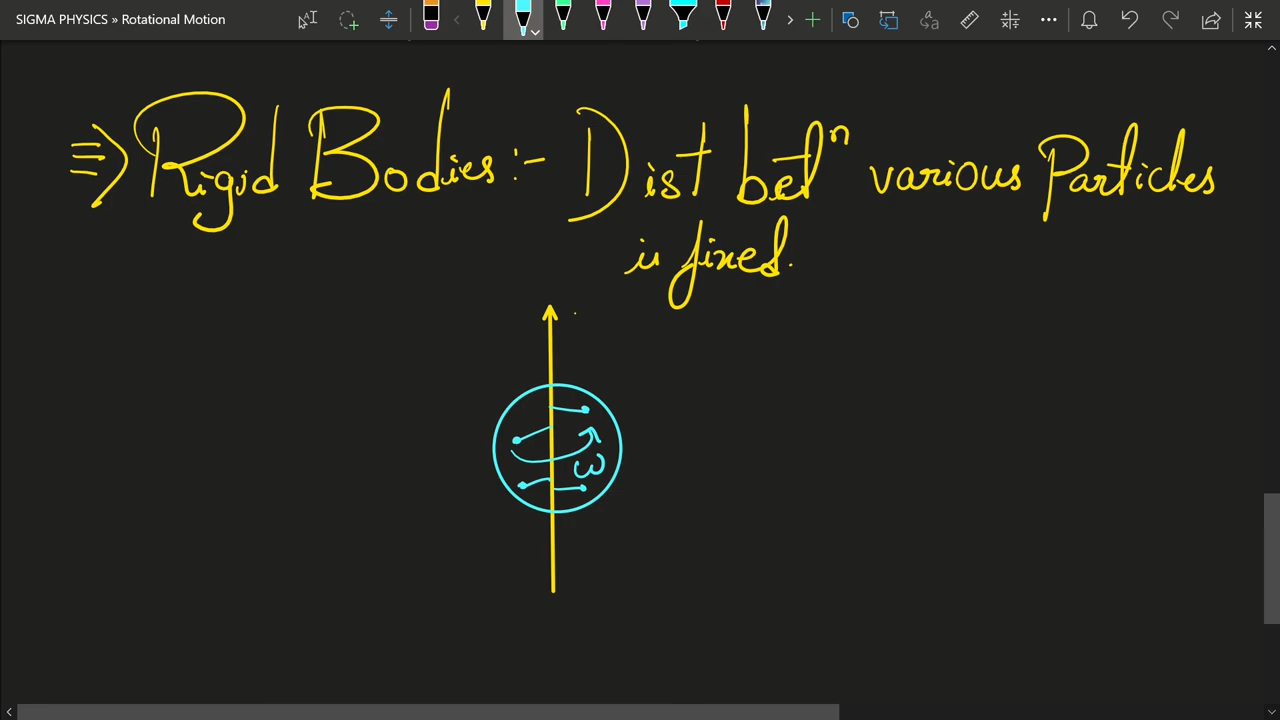 SIGMA PHYSICS » Rotational Motion
⇒ Rigid Bodies :- Dist betⁿ various Particles
is fixed.
ω